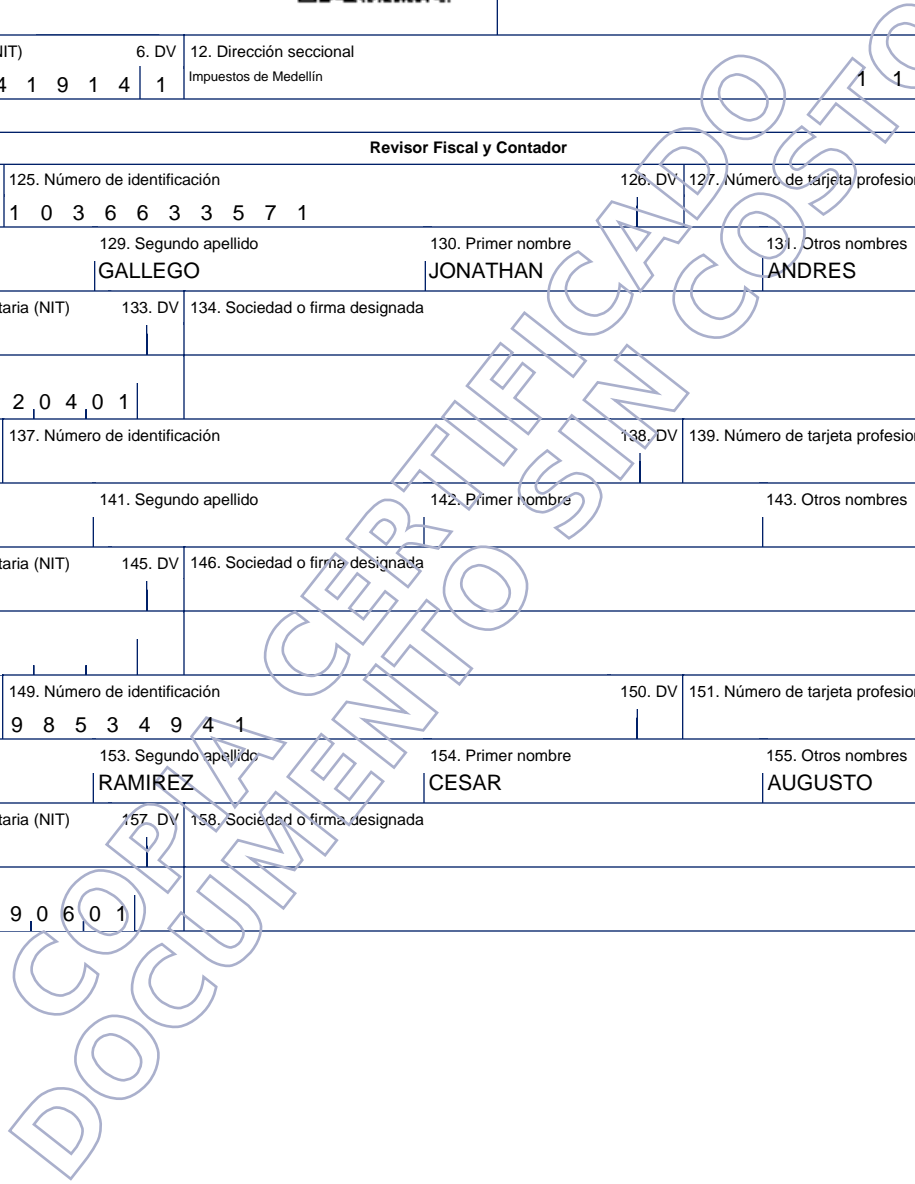 NIT) 6. DV 12. Dirección seccional
4 1 9 1 4 1 Impuestos de Medellín 1 1
Revisor Fiscal y Contador
125. Número de identificación 126. DV 127. Número de tarjeta profesion
1 0 3 6 6 3 3 5 7 1
129. Segundo apellido 130. Primer nombre 131. Otros nombres
GALLEGO JONATHAN ANDRES
taria (NIT) 133. DV 134. Sociedad o firma designada
2 0 4 0 1
137. Número de identificación 138. DV 139. Número de tarjeta profesion
141. Segundo apellido 142. Primer nombre 143. Otros nombres
taria (NIT) 145. DV 146. Sociedad o firma designada
149. Número de identificación 150. DV 151. Número de tarjeta profesion
9 8 5 3 4 9 4 1
153. Segundo apellido 154. Primer nombre 155. Otros nombres
RAMIREZ CESAR AUGUSTO
taria (NIT) 157. DV 158. Sociedad o firma designada
9 0 6 0 1
COPIA CERTIFICADO
DOCUMENTO SIN COSTO